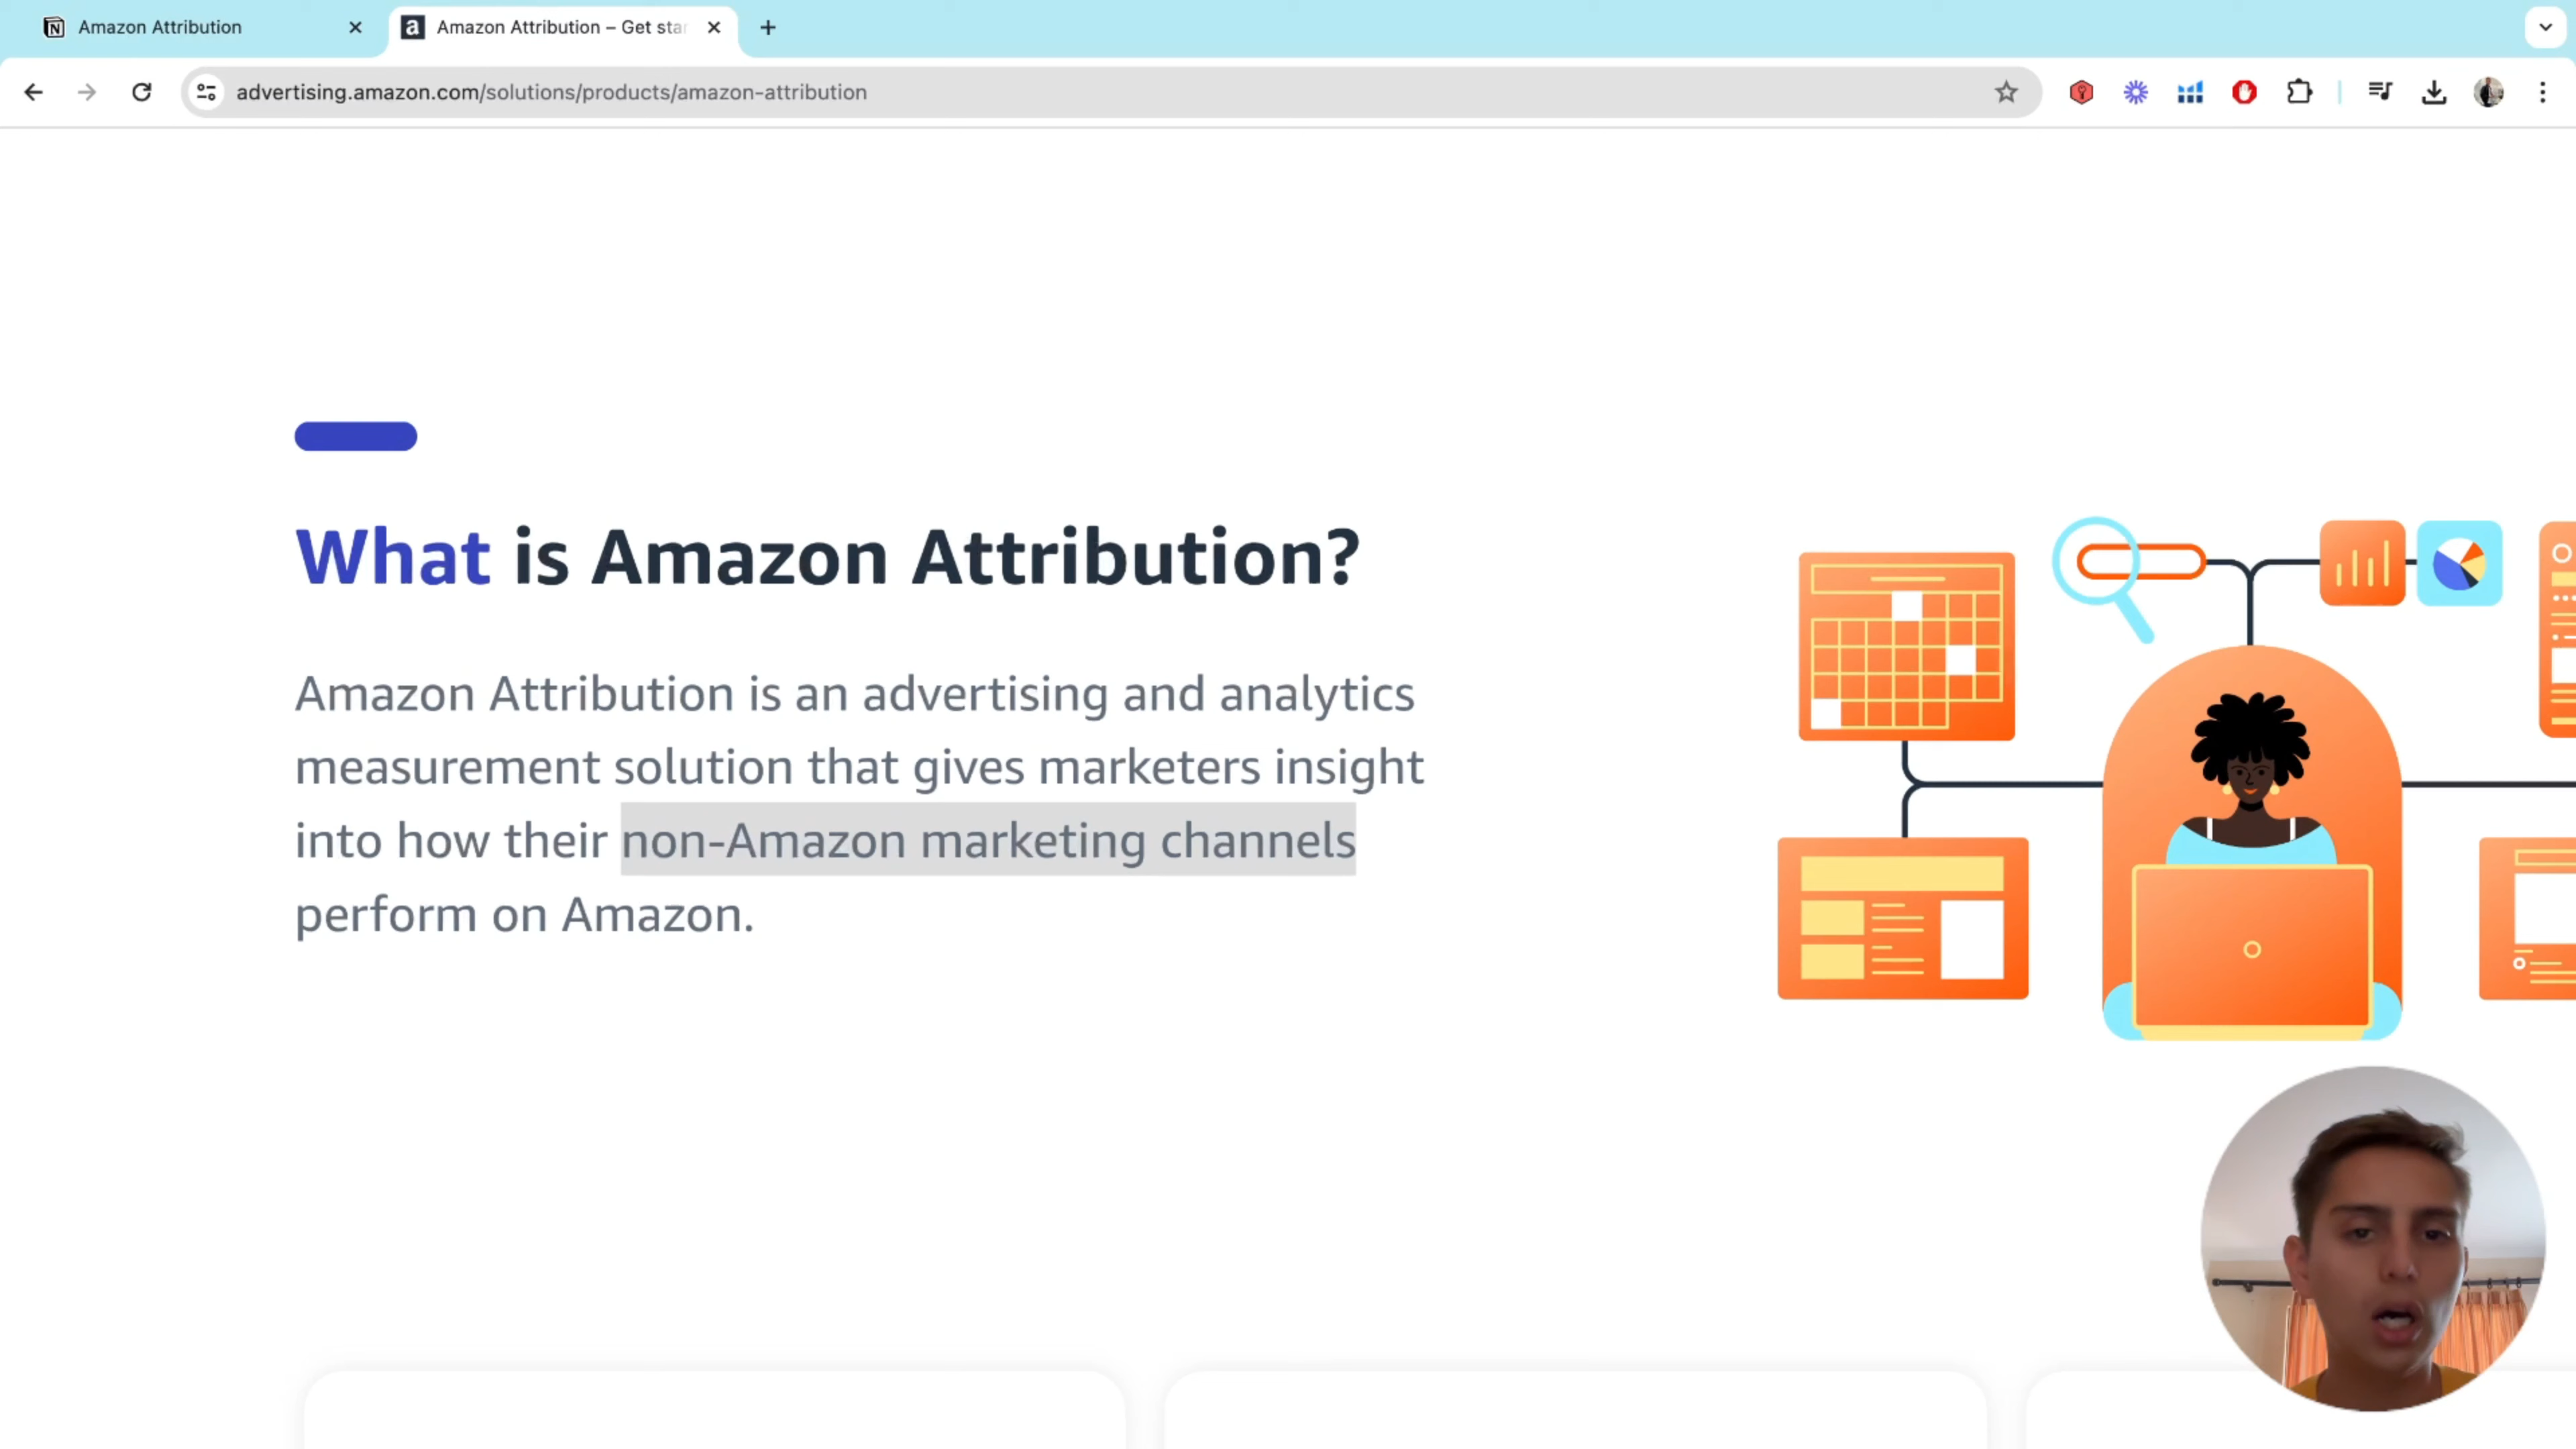 Amazon Attribution
Amazon Attribution – Get star
advertising.amazon.com/solutions/products/amazon-attribution
What is Amazon Attribution?
Amazon Attribution is an advertising and analytics
measurement solution that gives marketers insight
into how their non-Amazon marketing channels
perform on Amazon.